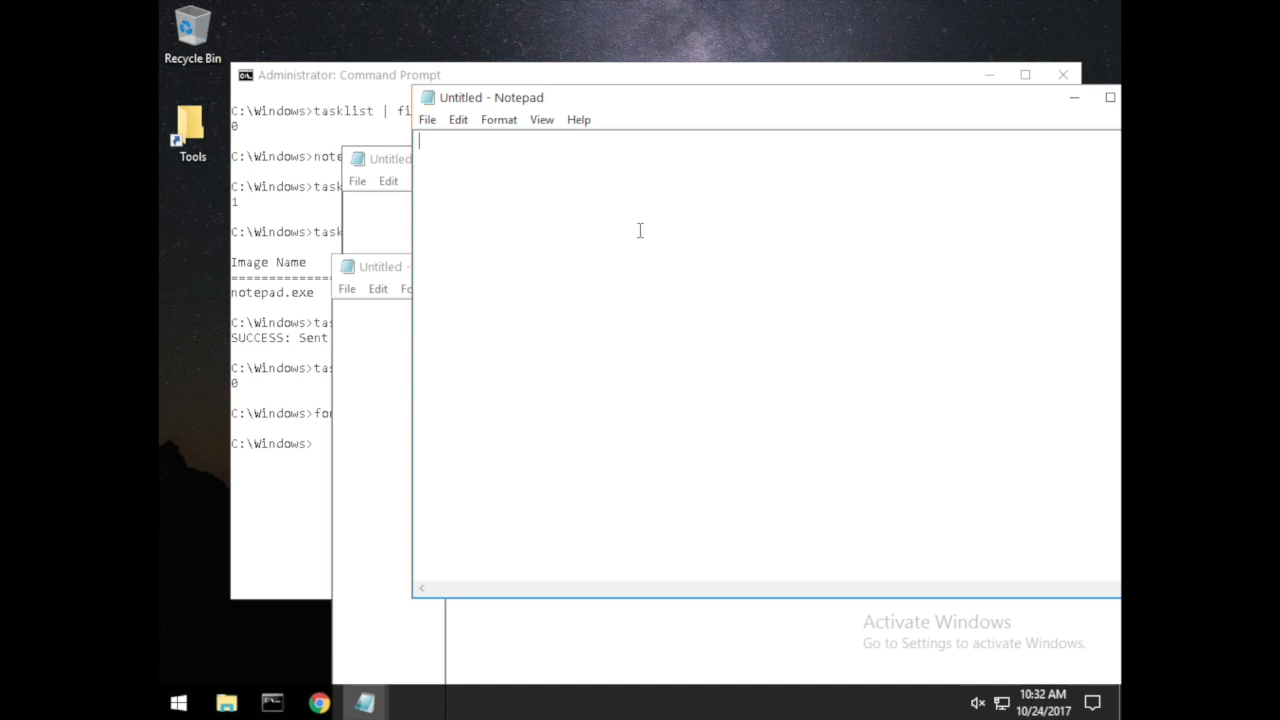 Recycle Bin
Tools
Administrator: Command Prompt
C:\Windows>tasklist | fi
0
C:\Windows>note
C:\Windows>task
1
C:\Windows>task
Image Name
=============
notepad.exe
C:\Windows>tas
SUCCESS: Sent
C:\Windows>tas
0
C:\Windows>for
C:\Windows>
Untitled
File Edit
Untitled -
File Edit Fo
Untitled - Notepad
File Edit Format View Help
Activate Windows
Go to Settings to activate Windows.
10:32 AM
10/24/2017